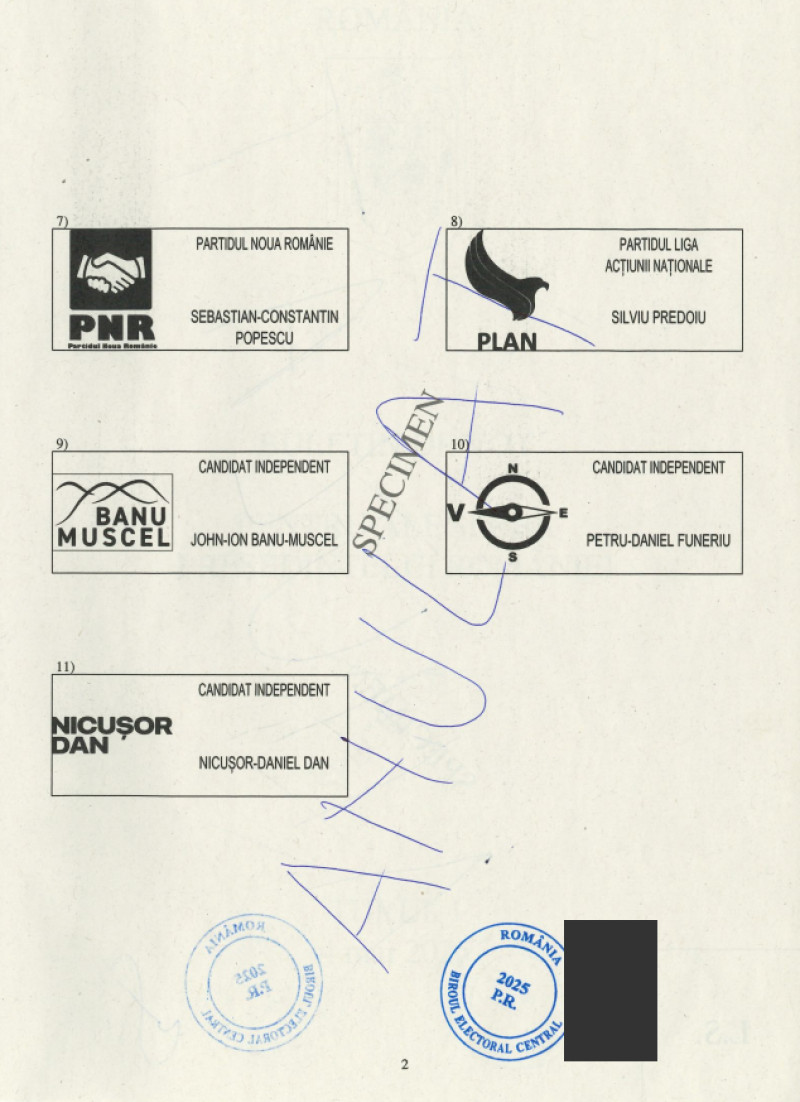 7)
PARTIDUL NOUA ROMÂNIE
SEBASTIAN-CONSTANTIN
POPESCU
PNR
Partidul Noua Românie
8)
PARTIDUL LIGA
ACȚIUNII NAȚIONALE
SILVIU PREDOIU
PLAN
9)
CANDIDAT INDEPENDENT
BANU
MUSCEL
JOHN-ION BANU-MUSCEL
10)
CANDIDAT INDEPENDENT
N
V
E
S
PETRU-DANIEL FUNERIU
SPECIMEN
ANULAT
11)
CANDIDAT INDEPENDENT
NICUȘOR
DAN
NICUȘOR-DANIEL DAN
ROMÂNIA
2025
P.R.
BIROUL ELECTORAL CENTRAL
ROMÂNIA
2025
P.R.
BIROUL ELECTORAL CENTRAL
2